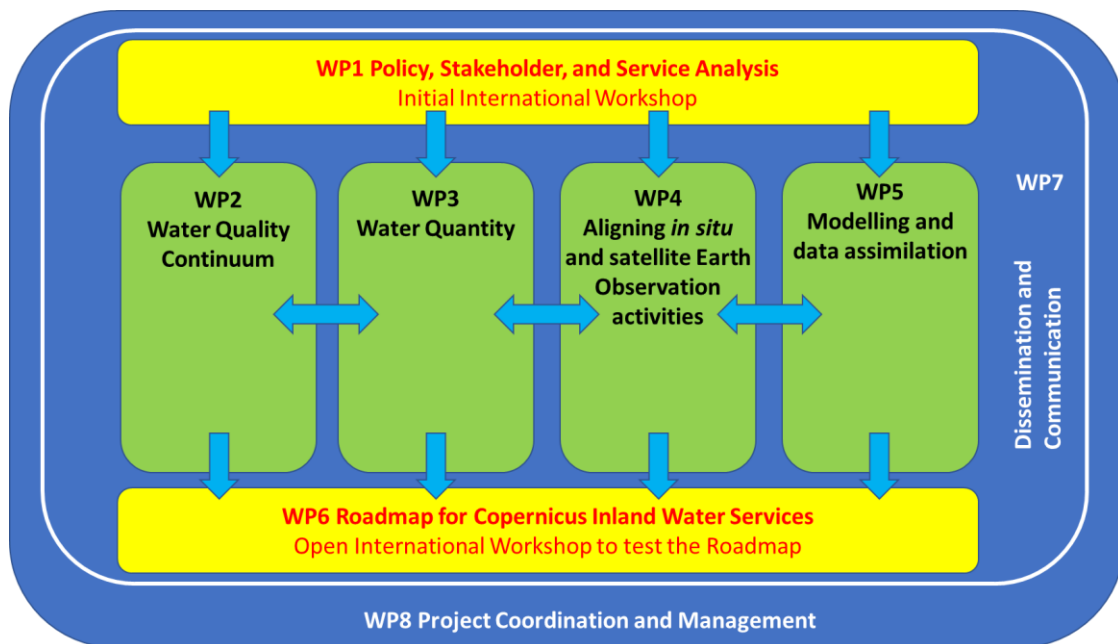 WP1 Policy, Stakeholder, and Service Analysis
Initial International Workshop
WP2
Water Quality
Continuum
WP3
Water Quantity
WP4
Aligning in situ
and satellite Earth
Observation
activities
WP5
Modelling and
data assimilation
WP7
Dissemination and
Communication
WP6 Roadmap for Copernicus Inland Water Services
Open International Workshop to test the Roadmap
WP8 Project Coordination and Management